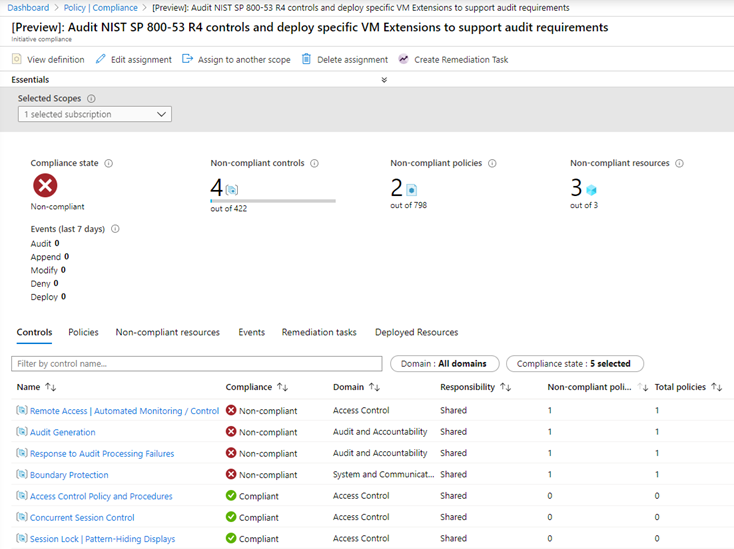 Dashboard > Policy | Compliance > [Preview]: Audit NIST SP 800-53 R4 controls and deploy specific VM Extensions to support audit requirements
[Preview]: Audit NIST SP 800-53 R4 controls and deploy specific VM Extensions to support audit requirements
Initiative compliance
View definition Edit assignment Assign to another scope Delete assignment Create Remediation Task
Essentials
Selected Scopes
1 selected subscription
Compliance state Non-compliant controls Non-compliant policies Non-compliant resources
4 2 3
Non-compliant out of 422 out of 798 out of 3
Events (last 7 days)
Audit 0
Append 0
Modify 0
Deny 0
Deploy 0
Controls Policies Non-compliant resources Events Remediation tasks Deployed Resources
Filter by control name... Domain : All domains Compliance state : 5 selected
Name ↑↓ Compliance ↑↓ Domain ↑↓ Responsibility ↑↓ Non-compliant poli... ↑↓ Total policies ↑↓
Remote Access | Automated Monitoring / Control Non-compliant Access Control Shared 1 1
Audit Generation Non-compliant Audit and Accountability Shared 1 1
Response to Audit Processing Failures Non-compliant Audit and Accountability Shared 1 1
Boundary Protection Non-compliant System and Communicat... Shared 1 1
Access Control Policy and Procedures Compliant Access Control Shared 0 0
Concurrent Session Control Compliant Access Control Shared 0 0
Session Lock | Pattern-Hiding Displays Compliant Access Control Shared 0 0